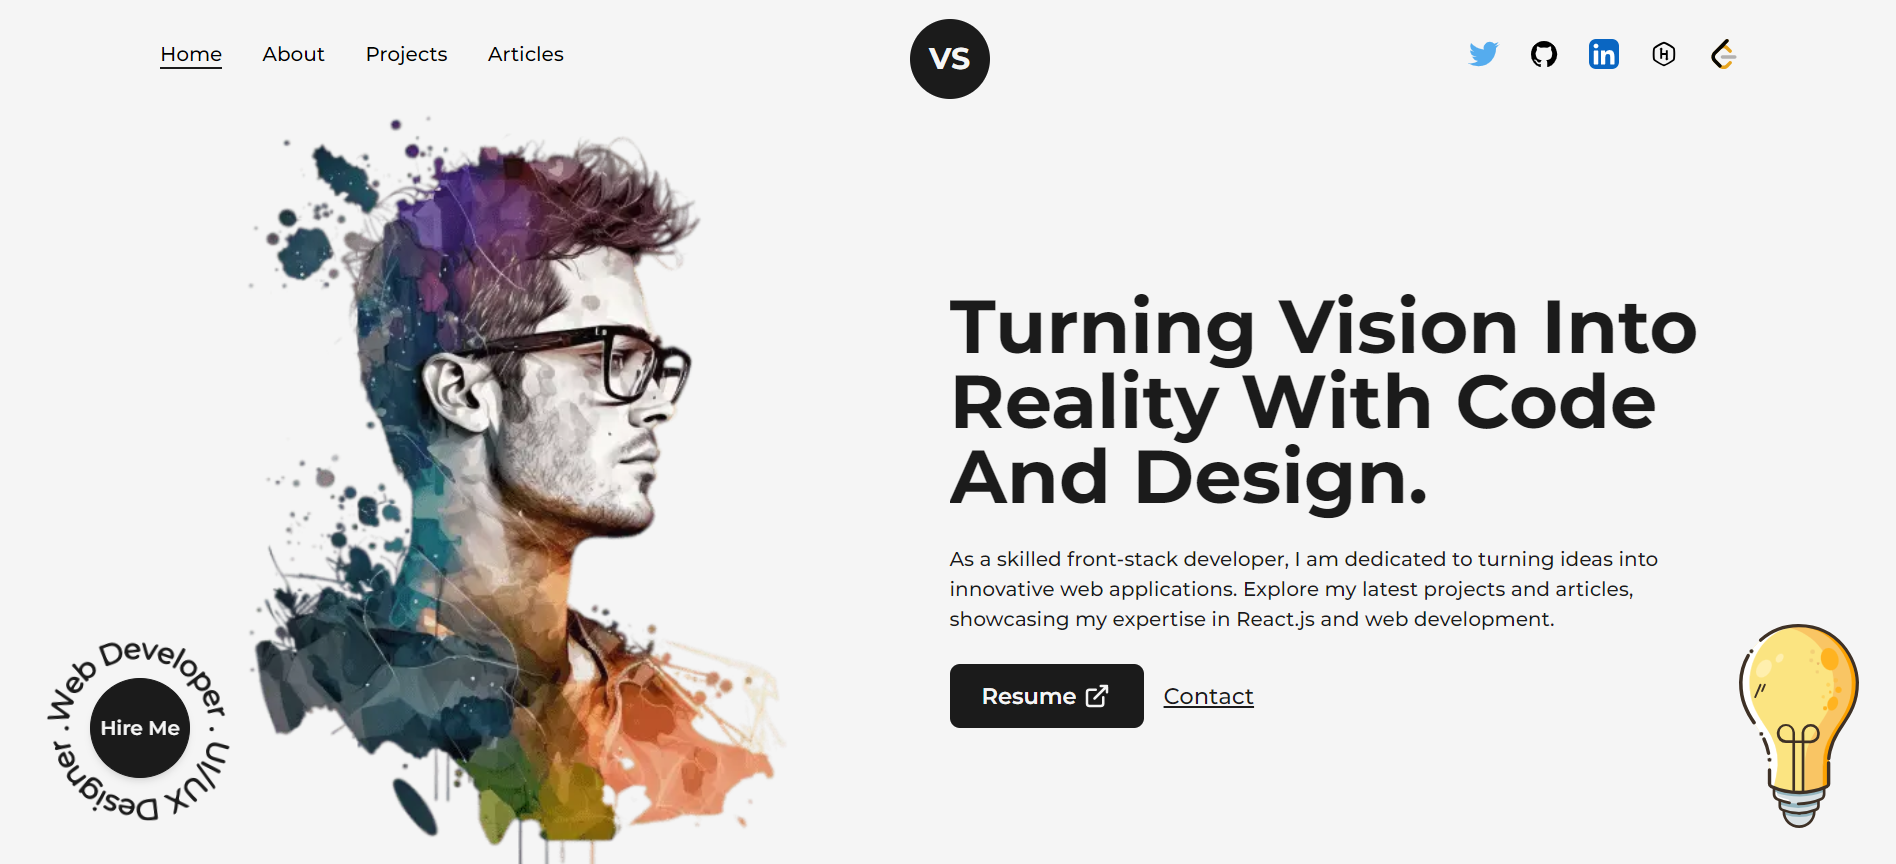 Home About Projects Articles
VS
Turning Vision Into
Reality With Code
And Design.
As a skilled front-stack developer, I am dedicated to turning ideas into
innovative web applications. Explore my latest projects and articles,
showcasing my expertise in React.js and web development.
Resume
Contact
Web Developer · UI/UX Designer ·
Hire Me
in
H